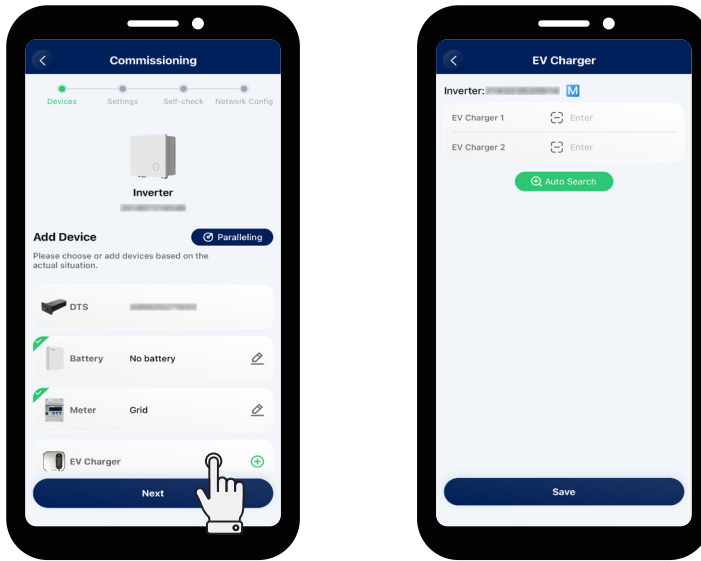 Commissioning
Devices Settings Self-check Network Config
Inverter
Add Device
Paralleling
Please choose or add devices based on the
actual situation.
DTS
Battery No battery
Meter Grid
EV Charger
Next
EV Charger
Inverter: M
EV Charger 1 Enter
EV Charger 2 Enter
Auto Search
Save